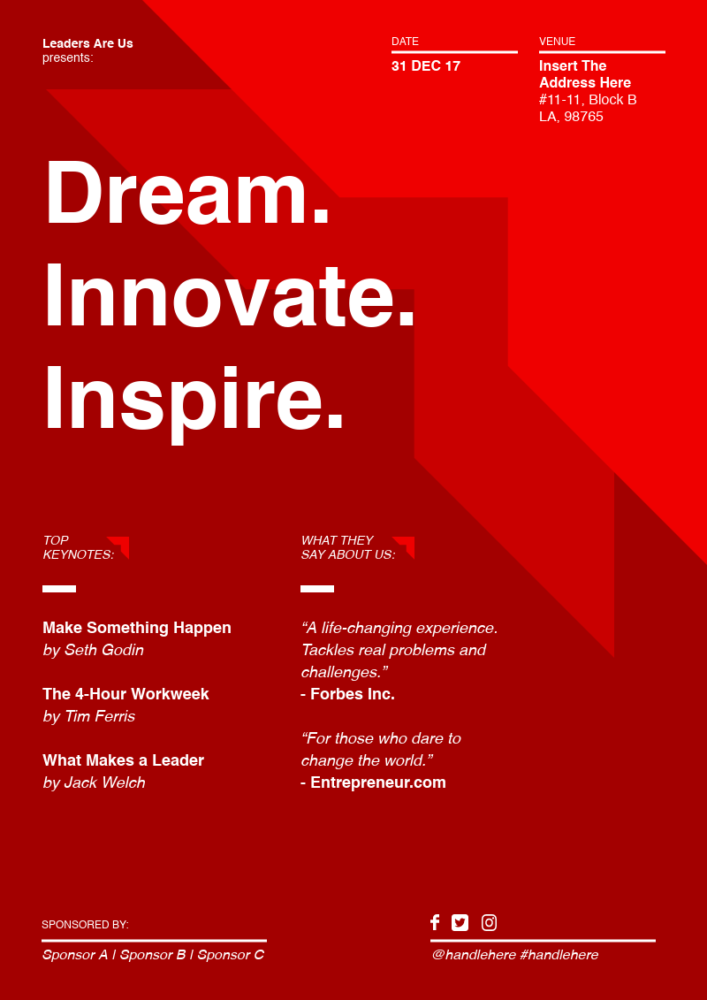 Leaders Are Us
presents:
DATE
31 DEC 17
VENUE
Insert The
Address Here
#11-11, Block B
LA, 98765
Dream.
Innovate.
Inspire.
TOP
KEYNOTES:
Make Something Happen
by Seth Godin
The 4-Hour Workweek
by Tim Ferris
What Makes a Leader
by Jack Welch
WHAT THEY
SAY ABOUT US:
“A life-changing experience.
Tackles real problems and
challenges.”
- Forbes Inc.
“For those who dare to
change the world.”
- Entrepreneur.com
SPONSORED BY:
Sponsor A I Sponsor B I Sponsor C
@handlehere #handlehere